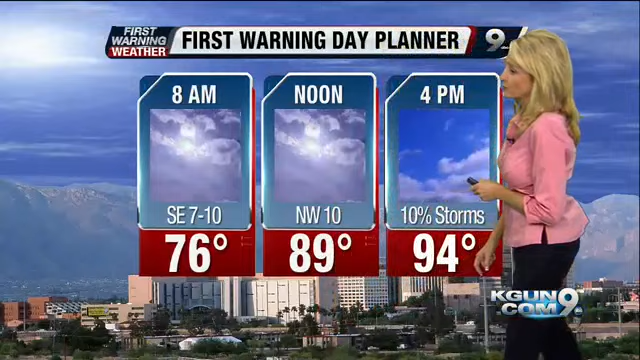 FIRST
WARNING
WEATHER
FIRST WARNING DAY PLANNER
9
8 AM
SE 7-10
76°
NOON
NW 10
89°
4 PM
10% Storms
94°
KGUN9
.COM